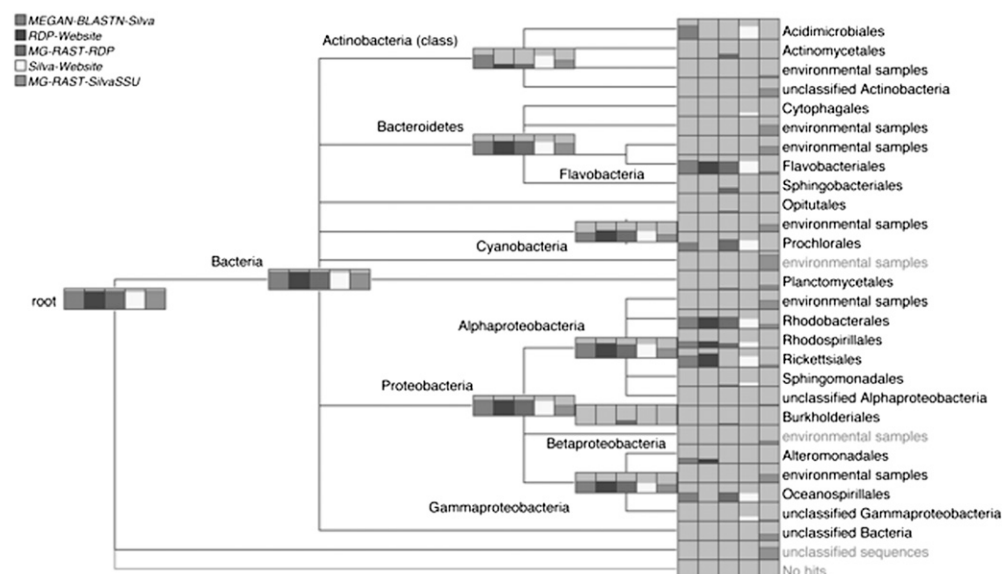 MEGAN-BLASTN-Silva
RDP-Website
MG-RAST-RDP
Silva-Website
MG-RAST-SilvaSSU
root
Bacteria
Actinobacteria (class)
Bacteroidetes
Flavobacteria
Cyanobacteria
Alphaproteobacteria
Proteobacteria
Betaproteobacteria
Gammaproteobacteria
Acidimicrobiales
Actinomycetales
environmental samples
unclassified Actinobacteria
Cytophagales
environmental samples
environmental samples
Flavobacteriales
Sphingobacteriales
Opitutales
environmental samples
Prochlorales
environmental samples
Planctomycetales
environmental samples
Rhodobacterales
Rhodospirillales
Rickettsiales
Sphingomonadales
unclassified Alphaproteobacteria
Burkholderiales
environmental samples
Alteromonadales
environmental samples
Oceanospirillales
unclassified Gammaproteobacteria
unclassified Bacteria
unclassified sequences
No hits